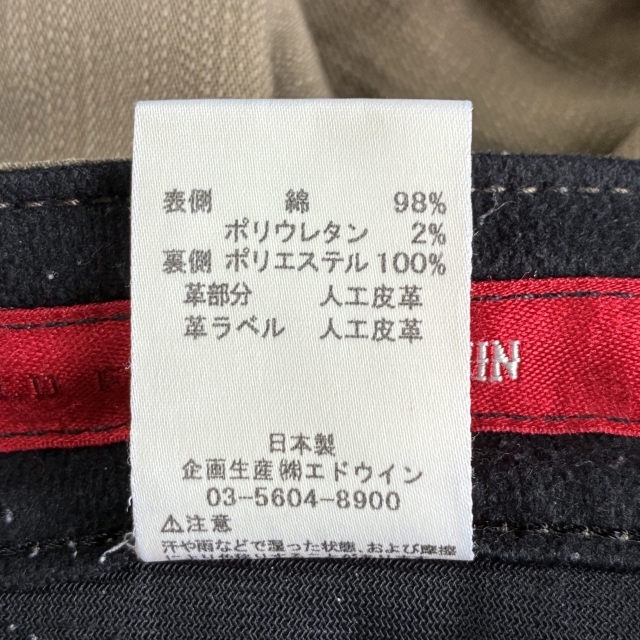 表側 綿 98%
ポリウレタン 2%
裏側 ポリエステル 100%
革部分 人工皮革
革ラベル 人工皮革
WIN
日本製
企画生産㈱エドウイン
03-5604-8900
⚠注意
汗や雨などで湿った状態､および摩擦